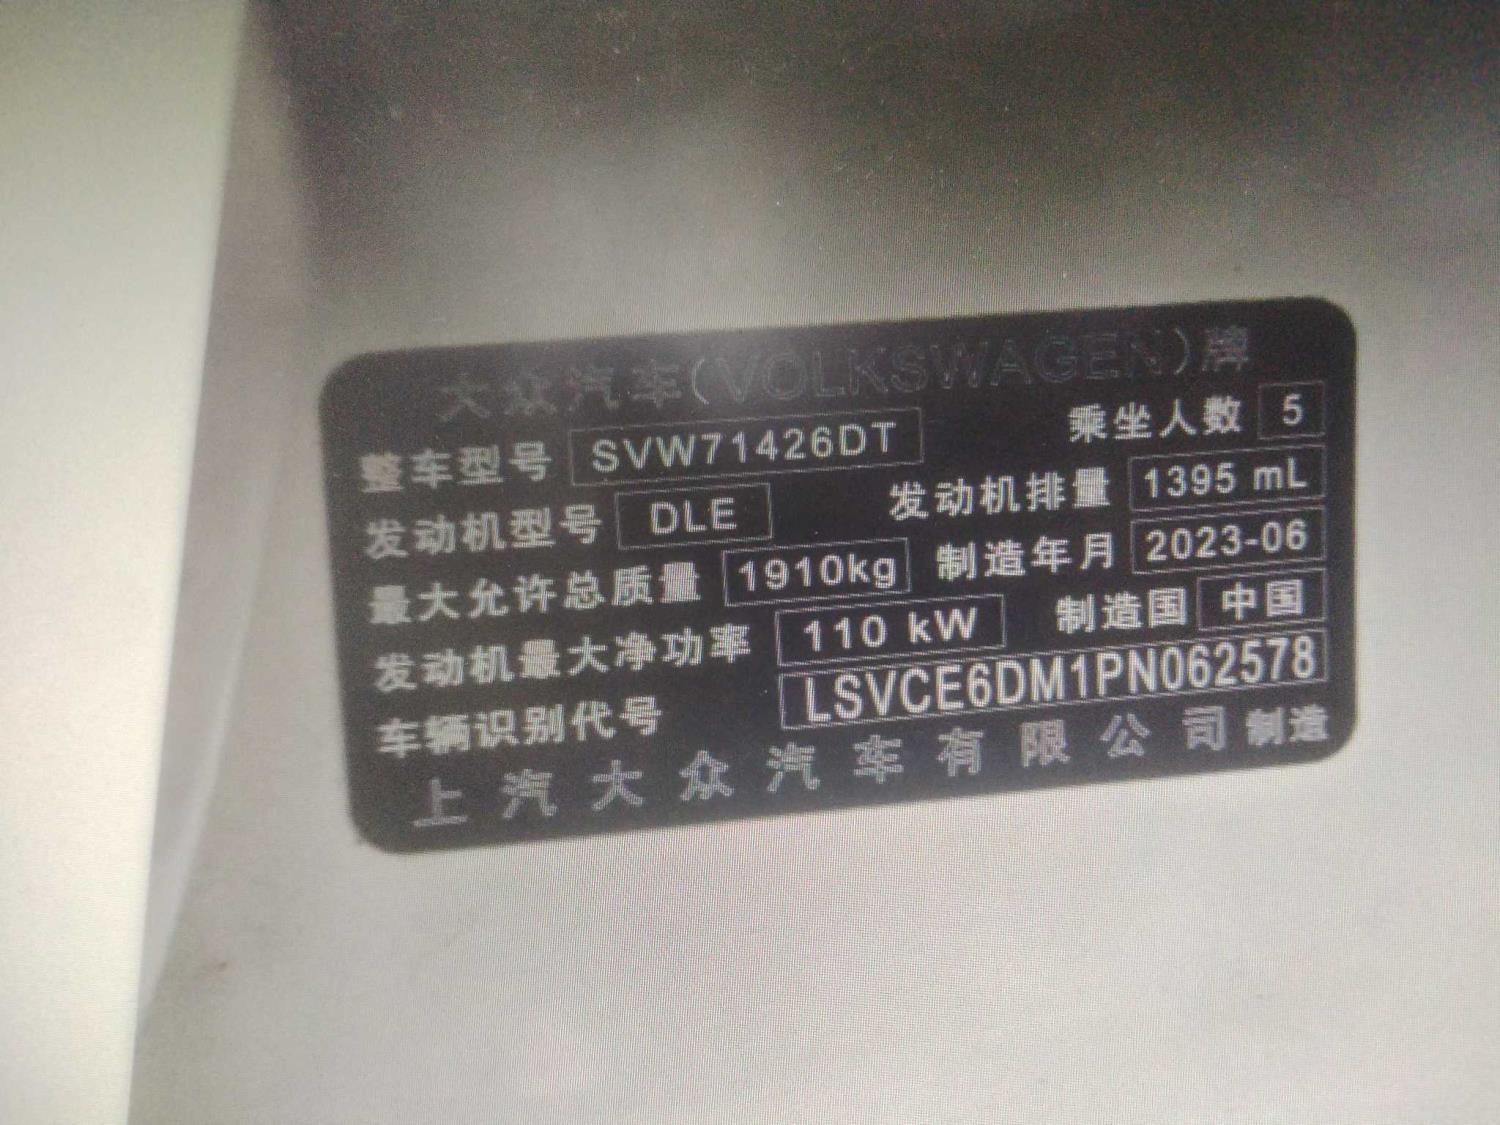 大众汽车(VOLKSWAGEN)牌
整车型号 SVW71426DT 乘坐人数 5
发动机型号 DLE 发动机排量 1395 mL
最大允许总质量 1910kg 制造年月 2023-06
发动机最大净功率 110 kW 制造国 中国
车辆识别代号 LSVCE6DM1PN062578
上汽大众汽车有限公司制造